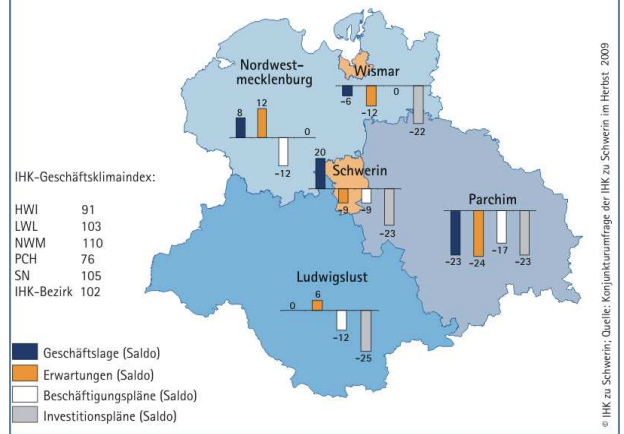 Nordwest-
mecklenburg
8
12
-12
0
Wismar
-6
-12
0
-22
20
Schwerin
-9
-9
-23
Parchim
-23
-24
-17
-23
Ludwigslust
0
6
-12
-25
IHK-Geschäftsklimaindex:
HWI 91
LWL 103
NWM 110
PCH 76
SN 105
IHK-Bezirk 102
Geschäftslage (Saldo)
Erwartungen (Saldo)
Beschäftigungspläne (Saldo)
Investitionspläne (Saldo)
© IHK zu Schwerin; Quelle: Konjunkturumfrage der IHK zu Schwerin im Herbst 2009